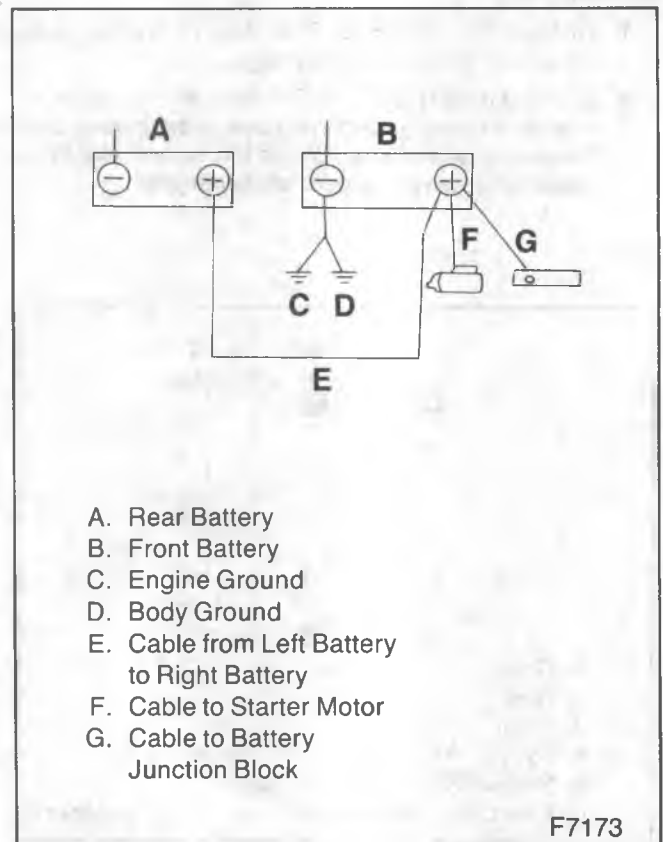 A
B
F
G
C D
E
A. Rear Battery
B. Front Battery
C. Engine Ground
D. Body Ground
E. Cable from Left Battery
to Right Battery
F. Cable to Starter Motor
G. Cable to Battery
Junction Block
F7173